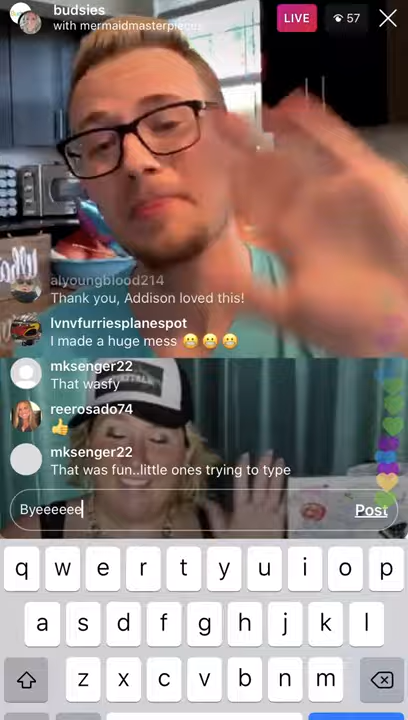 budsies
LIVE
57
with mermaidmasterpieces
alyoungblood214
Thank you, Addison loved this!
lvnvfurriesplanespot
I made a huge mess 😬 😬 😬
mksenger22
That wasfy
reerosado74
👍
mksenger22
That was fun..little ones trying to type
Byeeeeee
Post
q w e r t y u i o p
a s d f g h j k l
z x c v b n m